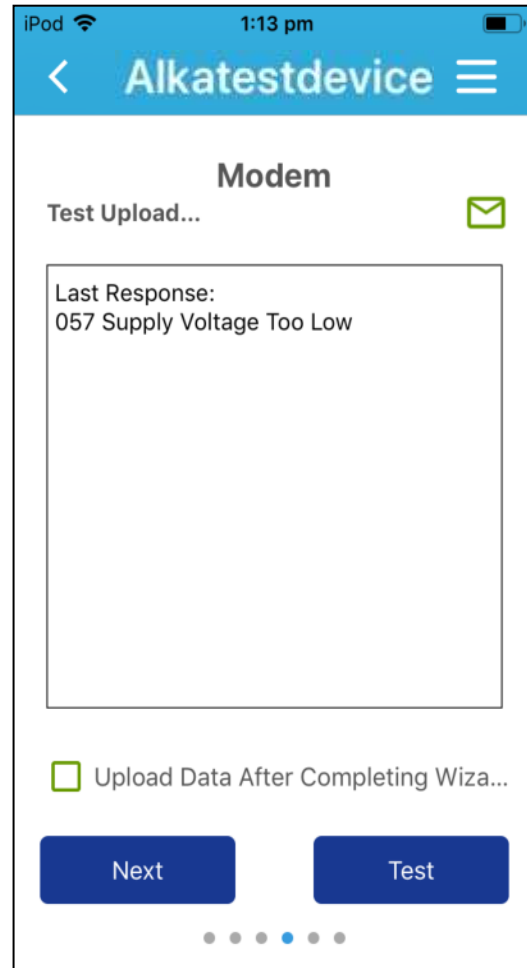 iPod 1:13 pm
Alkatestdevice
Modem
Test Upload...
Last Response:
057 Supply Voltage Too Low
Upload Data After Completing Wiza...
Next Test